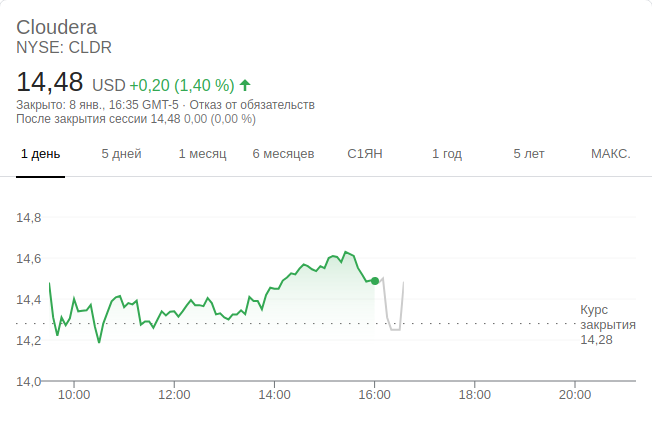 Cloudera
NYSE: CLDR
14,48 USD +0,20 (1,40 %)
Закрыто: 8 янв., 16:35 GMT-5 · Отказ от обязательств
После закрытия сессии 14,48 0,00 (0,00 %)
1 день 5 дней 1 месяц 6 месяцев С1ЯН 1 год 5 лет МАКС.
14,8
14,6
14,4
14,2
14,0
Курс
закрытия
14,28
10:00 12:00 14:00 16:00 18:00 20:00